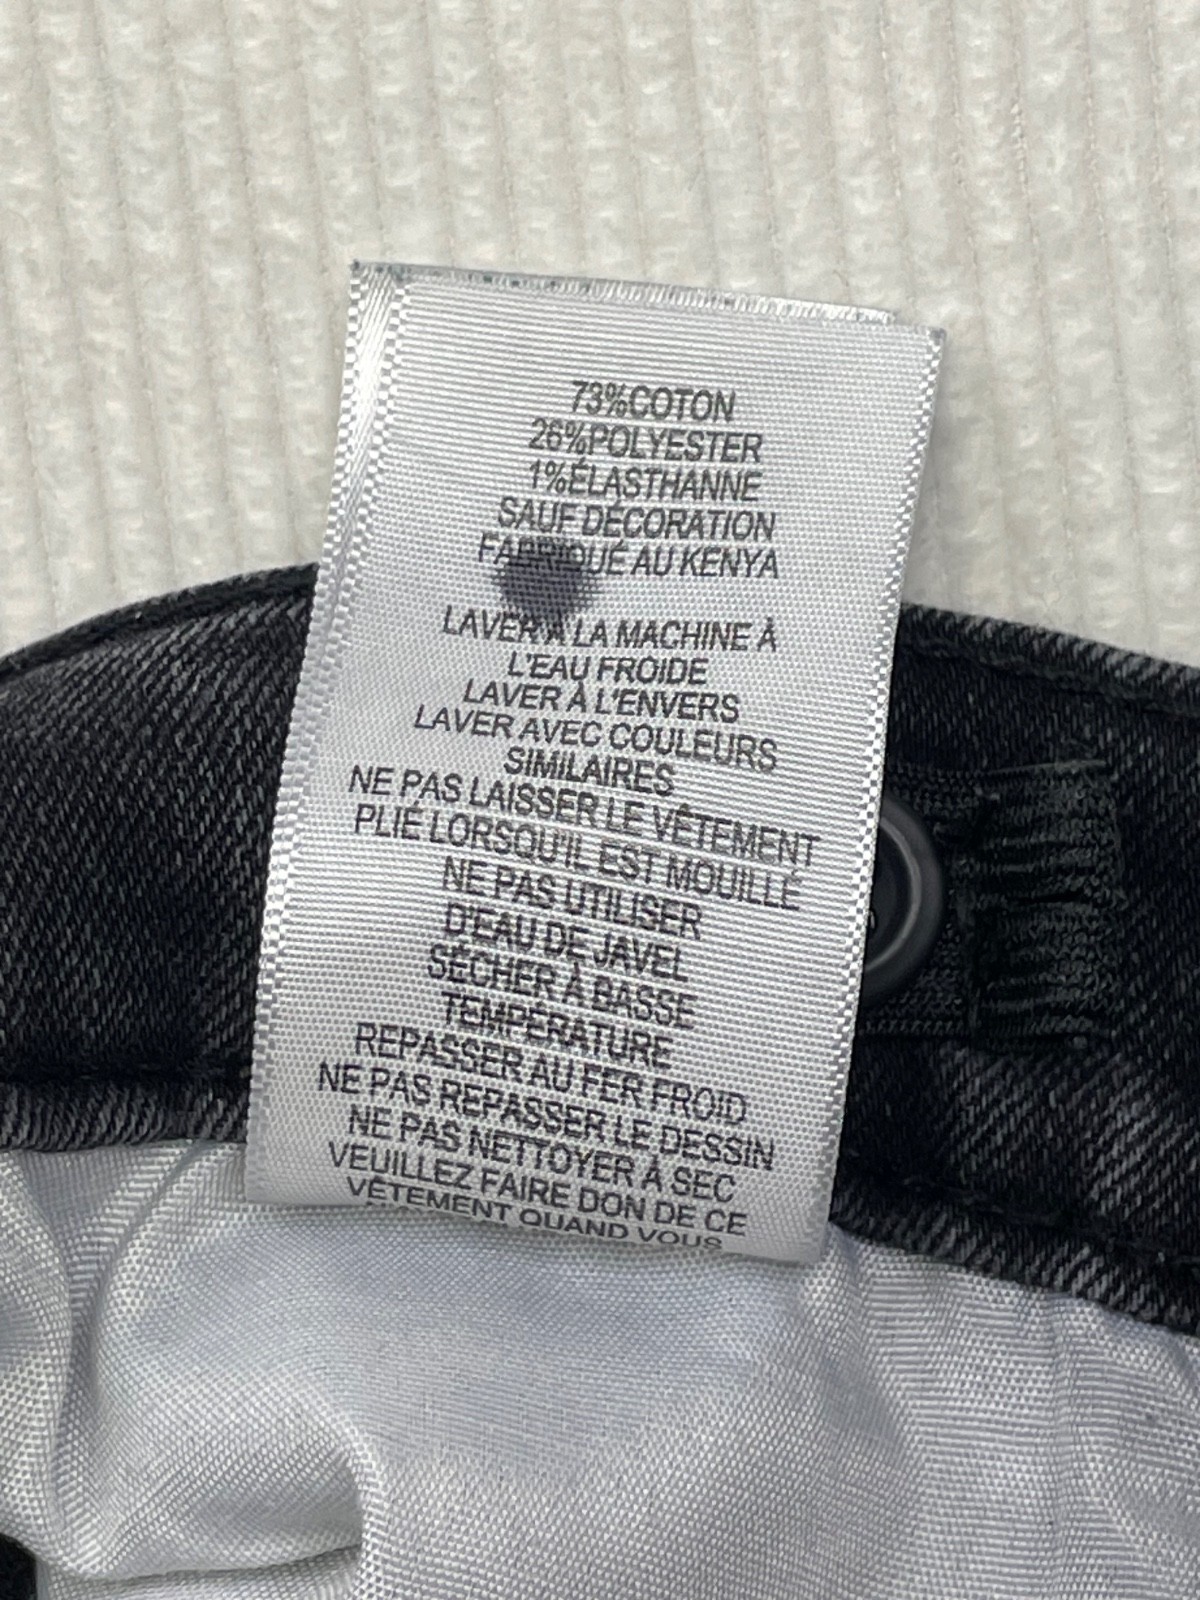 73%COTON
26%POLYESTER
1%ÉLASTHANNE
SAUF DÉCORATION
FABRIQUÉ AU KENYA
LAVER À LA MACHINE À
L'EAU FROIDE
LAVER À L'ENVERS
LAVER AVEC COULEURS
SIMILAIRES
NE PAS LAISSER LE VÊTEMENT
PLIÉ LORSQU'IL EST MOUILLÉ
NE PAS UTILISER
D'EAU DE JAVEL
SÉCHER À BASSE
TEMPÉRATURE
REPASSER AU FER FROID
NE PAS REPASSER LE DESSIN
NE PAS NETTOYER À SEC
VEUILLEZ FAIRE DON DE CE
VÊTEMENT QUAND VOUS